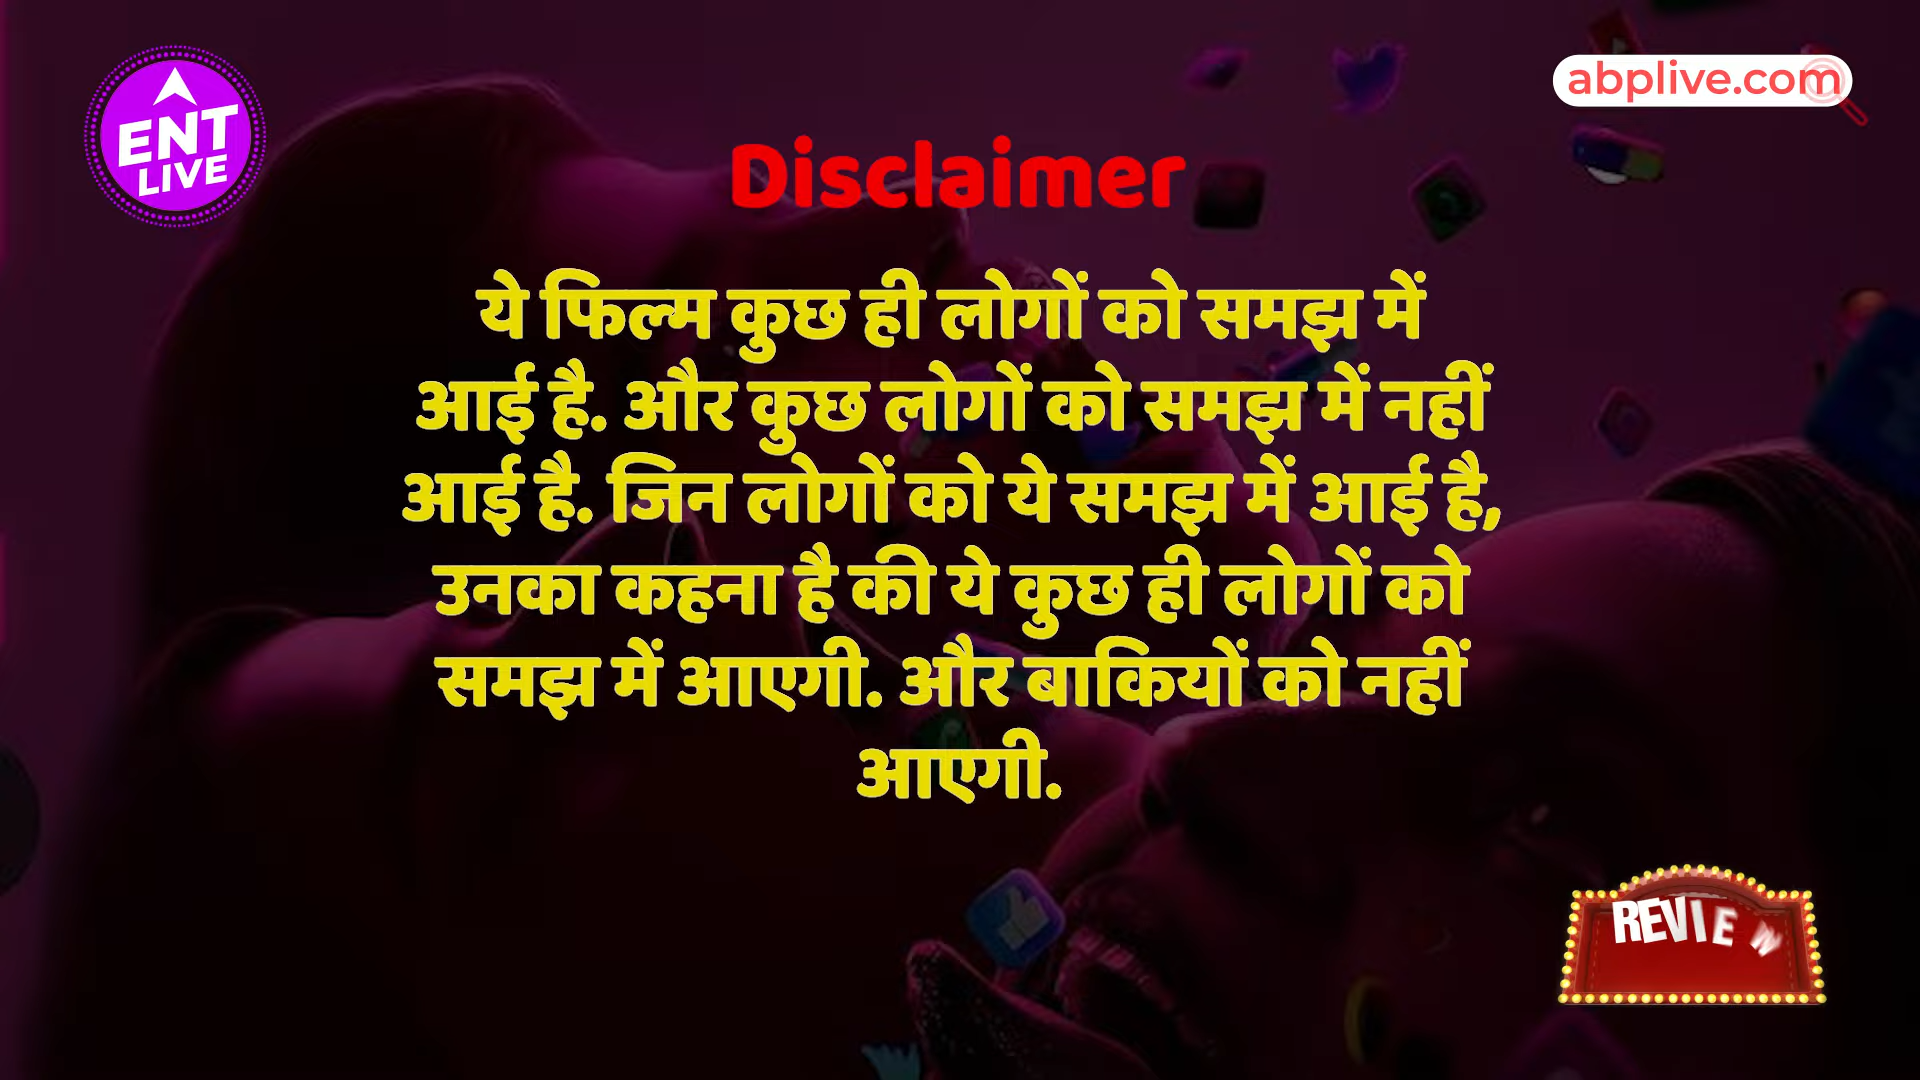 ENT
LIVE
abplive.com
Disclaimer
ये फिल्म कुछ ही लोगों को समझ में
आई है. और कुछ लोगों को समझ में नहीं
आई है. जिन लोगों को ये समझ में आई है,
उनका कहना है की ये कुछ ही लोगों को
समझ में आएगी. और बाकियों को नहीं
आएगी.
REVIEW